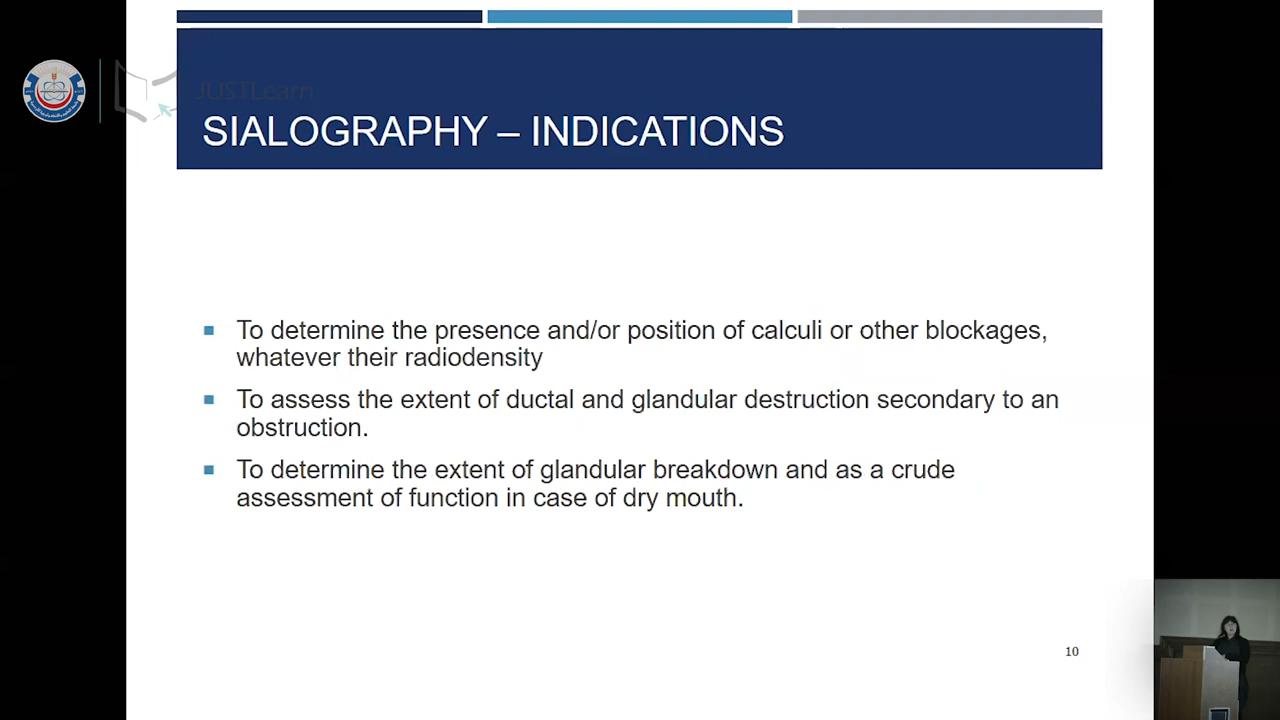 JUSTLearn
SIALOGRAPHY – INDICATIONS
To determine the presence and/or position of calculi or other blockages,
whatever their radiodensity
To assess the extent of ductal and glandular destruction secondary to an
obstruction.
To determine the extent of glandular breakdown and as a crude
assessment of function in case of dry mouth.
10